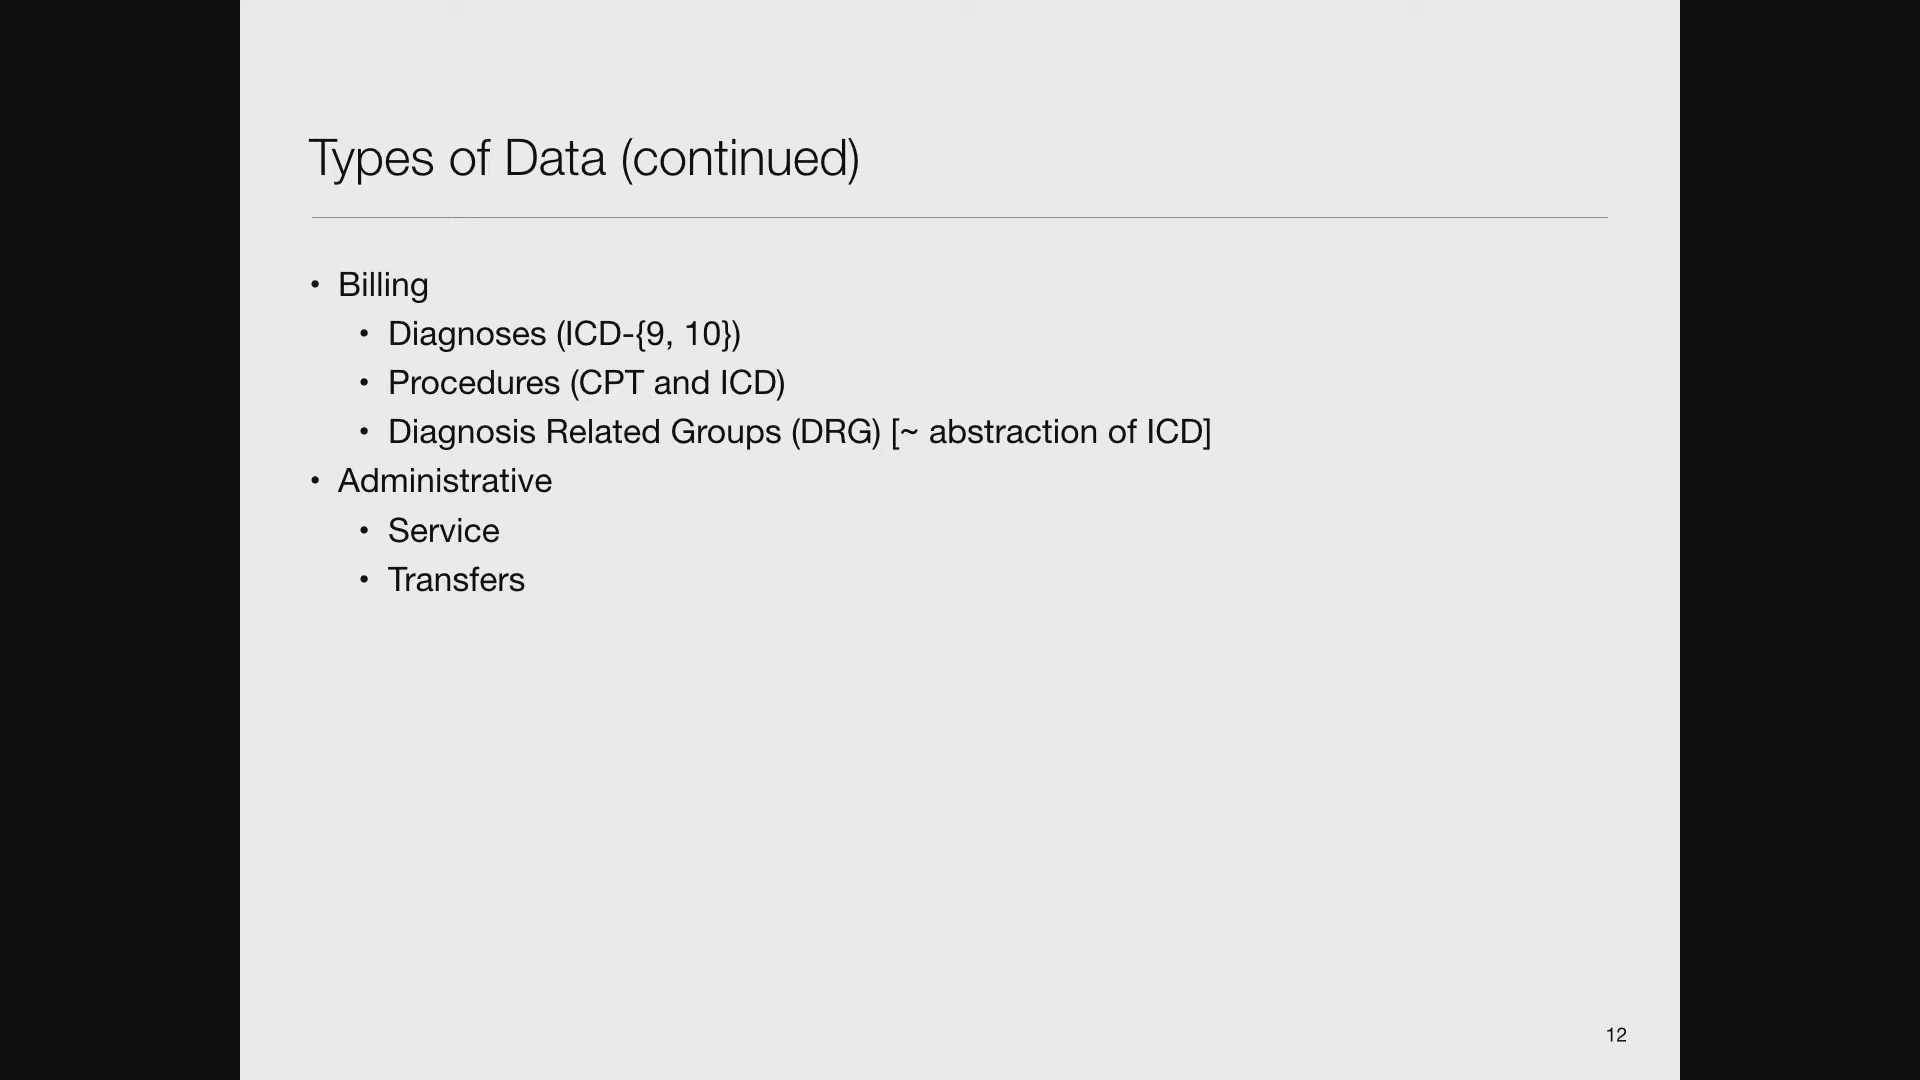 Types of Data (continued)
• Billing
• Diagnoses (ICD-{9, 10})
• Procedures (CPT and ICD)
• Diagnosis Related Groups (DRG) [~ abstraction of ICD]
• Administrative
• Service
• Transfers
12